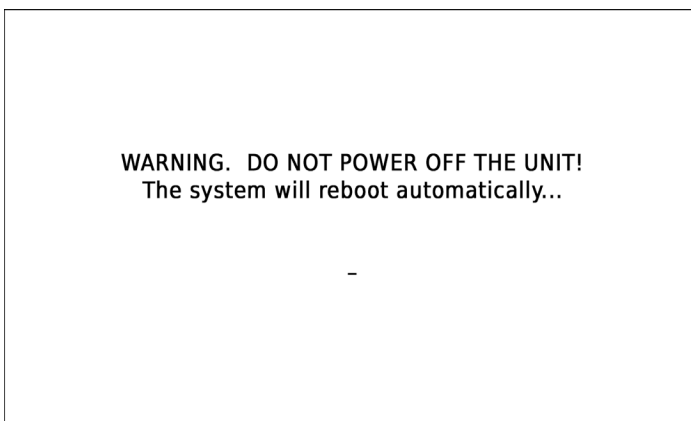 WARNING.  DO NOT POWER OFF THE UNIT!
The system will reboot automatically...
–